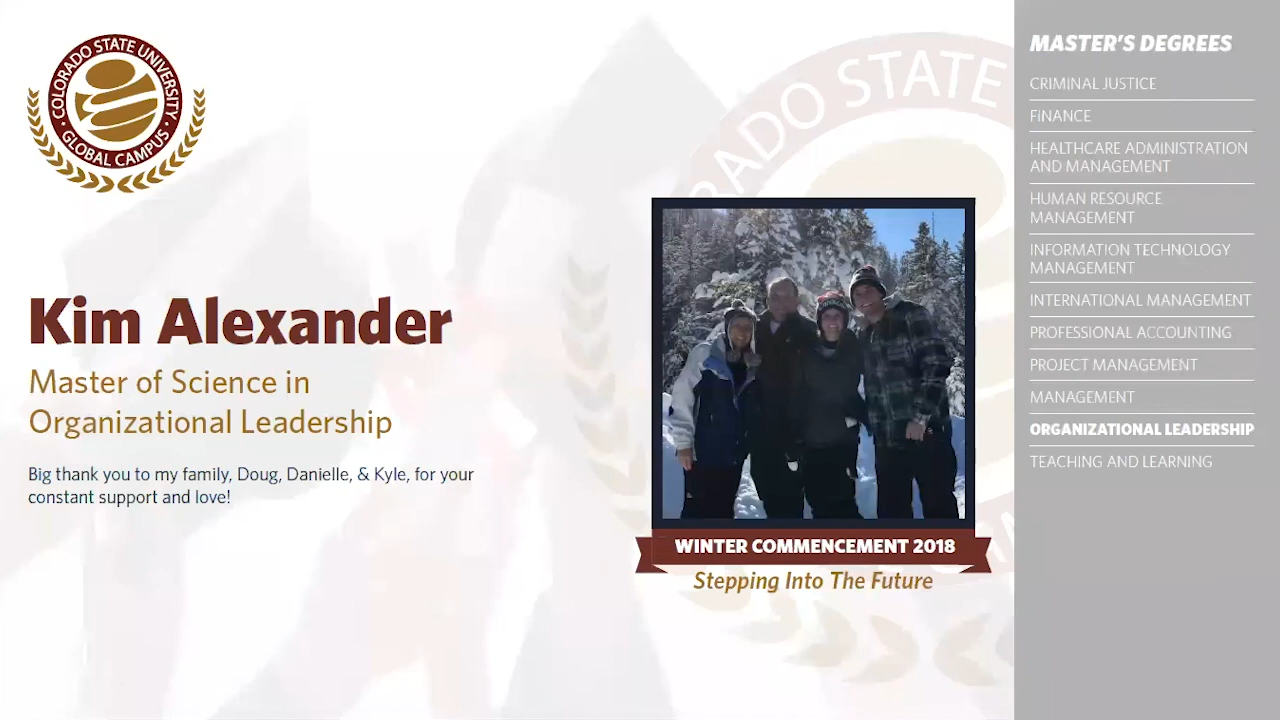 COLORADO STATE UNIVERSITY
· GLOBAL CAMPUS ·
Kim Alexander
Master of Science in
Organizational Leadership
Big thank you to my family, Doug, Danielle, & Kyle, for your
constant support and love!
RADO STATE
WINTER COMMENCEMENT 2018
Stepping Into The Future
MASTER'S DEGREES
CRIMINAL JUSTICE
FINANCE
HEALTHCARE ADMINISTRATION
AND MANAGEMENT
HUMAN RESOURCE
MANAGEMENT
INFORMATION TECHNOLOGY
MANAGEMENT
INTERNATIONAL MANAGEMENT
PROFESSIONAL ACCOUNTING
PROJECT MANAGEMENT
MANAGEMENT
ORGANIZATIONAL LEADERSHIP
TEACHING AND LEARNING